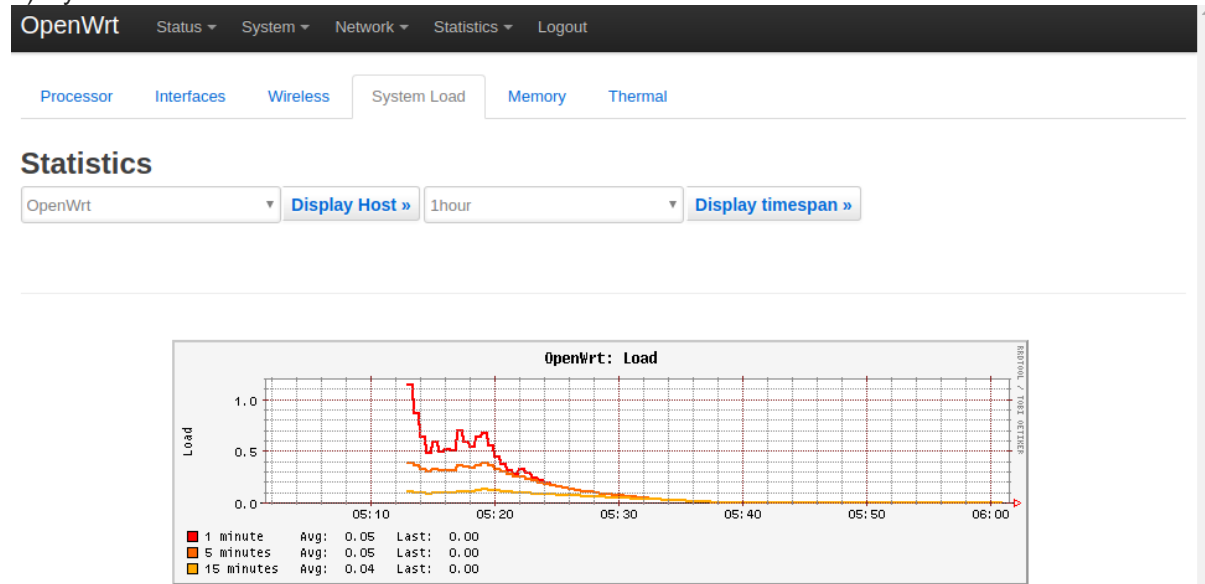 OpenWrt Status System Network Statistics Logout
Processor Interfaces Wireless System Load Memory Thermal
Statistics
OpenWrt Display Host » 1hour Display timespan »
OpenWrt: Load
RRDTOOL / TOBI OETIKER
Load
1.0
0.5
0.0
05:10 05:20 05:30 05:40 05:50 06:00
1 minute Avg: 0.05 Last: 0.00
5 minutes Avg: 0.05 Last: 0.00
15 minutes Avg: 0.04 Last: 0.00